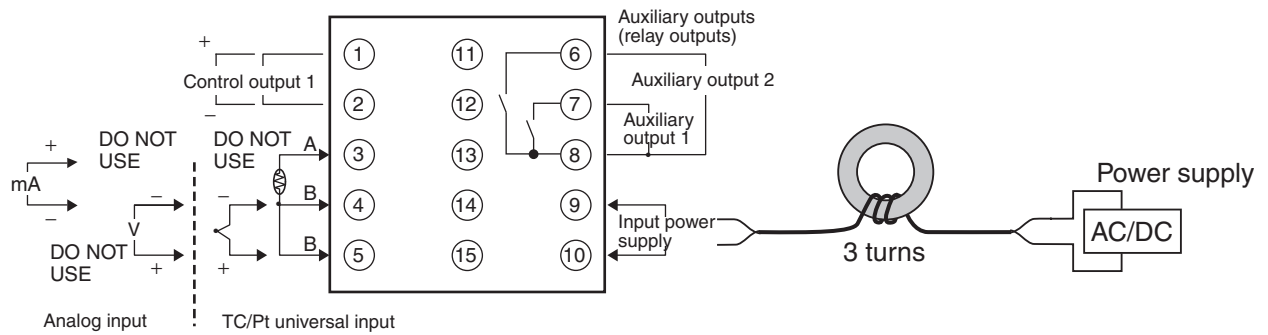 Auxiliary outputs
(relay outputs)
+
1
11
6
Control output 1
Auxiliary output 2
2
12
7
−
Auxiliary
output 1
DO NOT
USE
DO NOT
USE
A
3
13
8
+
mA
−
−
V
+
DO NOT
USE
−
+
B
4
14
9
B
5
15
10
Input power
supply
3 turns
Power supply
AC/DC
Analog input
TC/Pt universal input